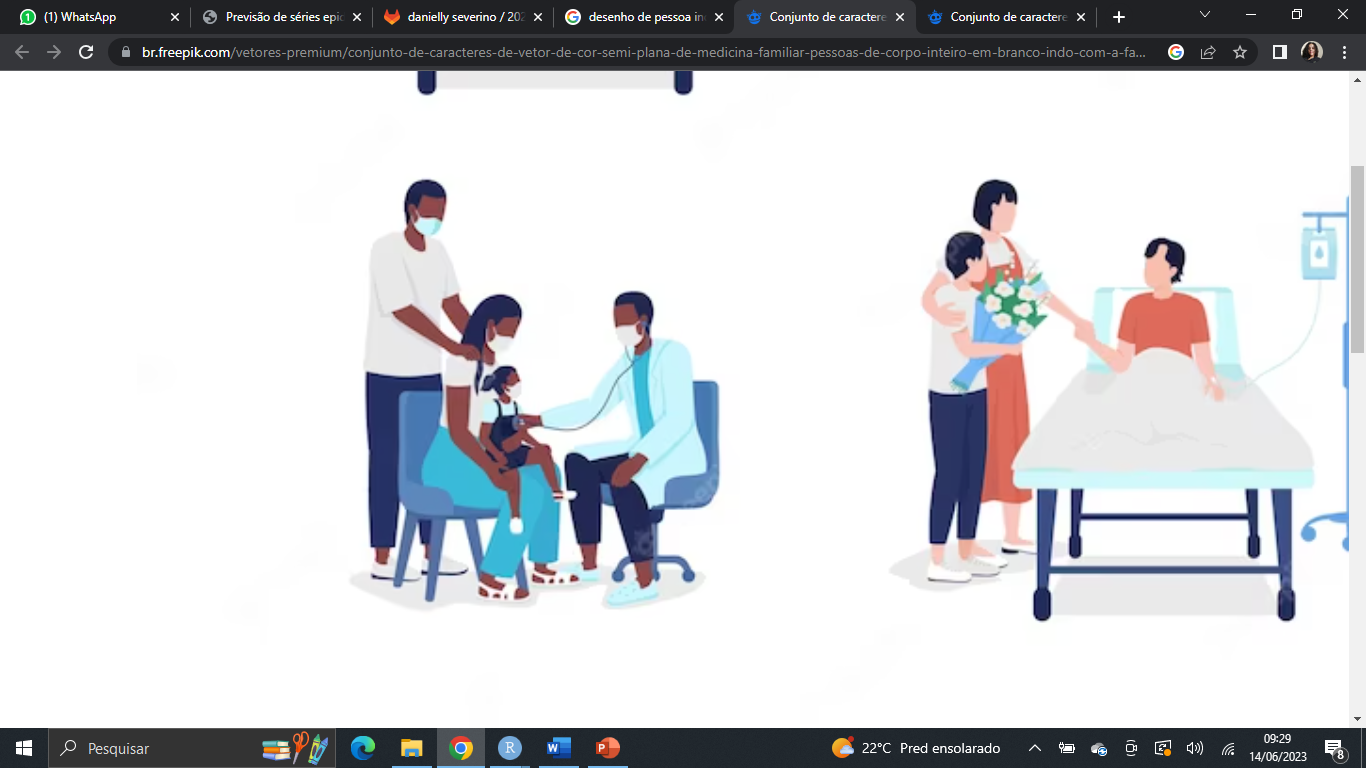 (1) WhatsApp
Previsão de séries epic
danielly severino / 202
desenho de pessoa in
Conjunto de caractere
Conjunto de caractere
br.freepik.com/vetores-premium/conjunto-de-caracteres-de-vetor-de-cor-semi-plana-de-medicina-familiar-pessoas-de-corpo-inteiro-em-branco-indo-com-a-fa...
Pesquisar
22°C Pred ensolarado
09:29
14/06/2023
8